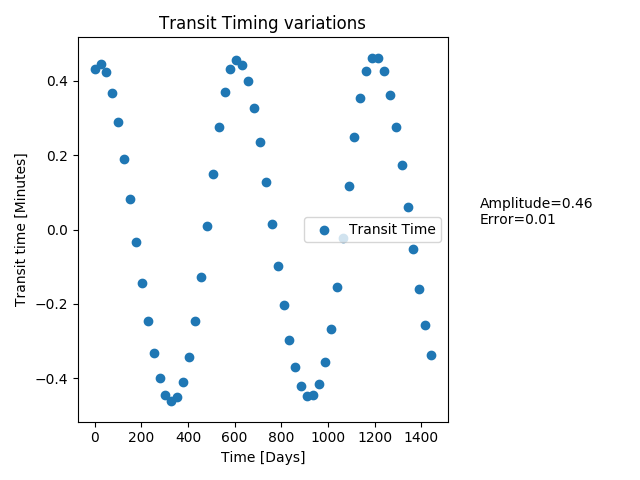 Transit Timing variations
Transit time [Minutes]
0.4
0.2
0.0
−0.2
−0.4
Transit Time
0 200 400 600 800 1000 1200 1400
Time [Days]
Amplitude=0.46
Error=0.01